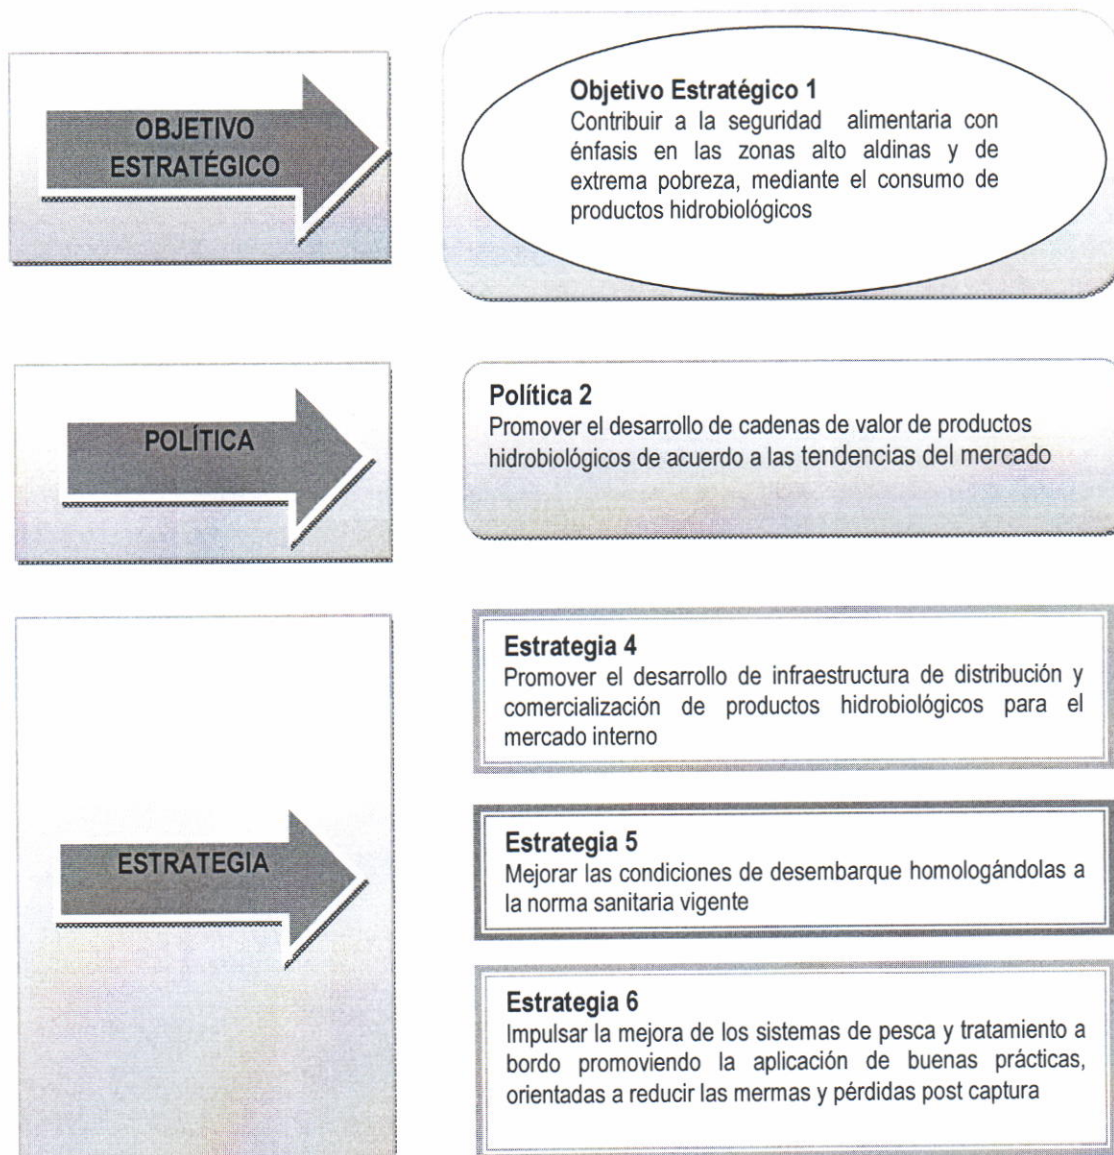 OBJETIVO
ESTRATÉGICO
Objetivo Estratégico 1
Contribuir a la seguridad alimentaria con
énfasis en las zonas alto aldinas y de
extrema pobreza, mediante el consumo de
productos hidrobiológicos
POLÍTICA
Política 2
Promover el desarrollo de cadenas de valor de productos
hidrobiológicos de acuerdo a las tendencias del mercado
ESTRATEGIA
Estrategia 4
Promover el desarrollo de infraestructura de distribución y
comercialización de productos hidrobiológicos para el
mercado interno
Estrategia 5
Mejorar las condiciones de desembarque homologándolas a
la norma sanitaria vigente
Estrategia 6
Impulsar la mejora de los sistemas de pesca y tratamiento a
bordo promoviendo la aplicación de buenas prácticas,
orientadas a reducir las mermas y pérdidas post captura